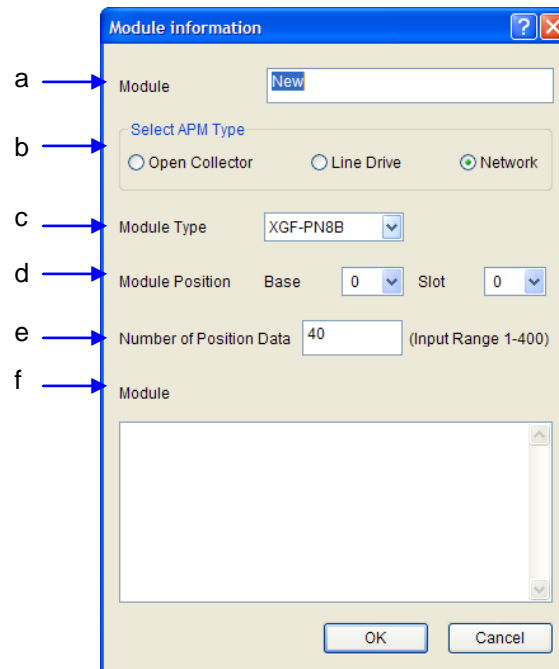 Module information
a
Module New
Select APM Type
b
Open Collector Line Drive Network
c
Module Type XGF-PN8B
d
Module Position Base 0 Slot 0
e
Number of Position Data 40 (Input Range 1-400)
f
Module
OK Cancel